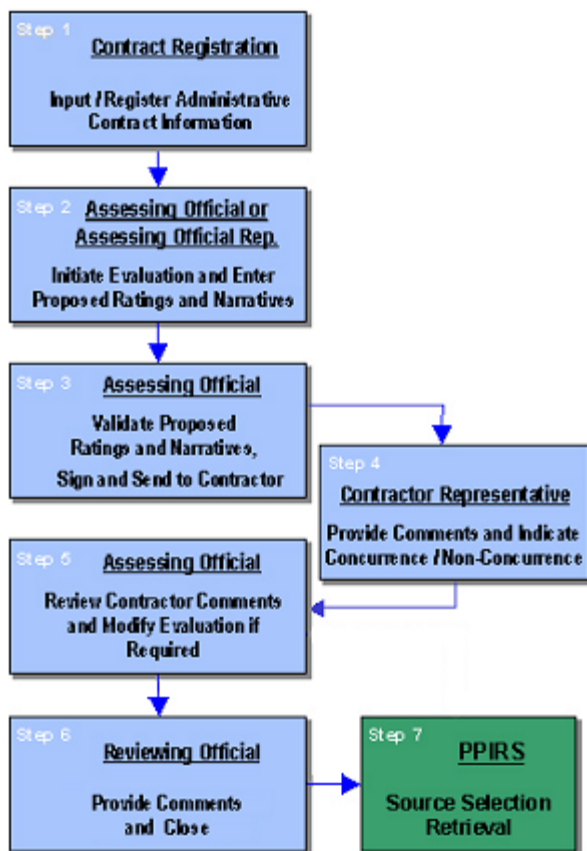 Step 1
Contract Registration
Input / Register Administrative
Contract Information
Step 2
Assessing Official or
Assessing Official Rep.
Initiate Evaluation and Enter
Proposed Ratings and Narratives
Step 3
Assessing Official
Validate Proposed
Ratings and Narratives,
Sign and Send to Contractor
Step 4
Contractor Representative
Provide Comments and Indicate
Concurrence / Non-Concurrence
Step 5
Assessing Official
Review Contractor Comments
and Modify Evaluation if
Required
Step 6
Reviewing Official
Provide Comments
and Close
Step 7
PPIRS
Source Selection
Retrieval